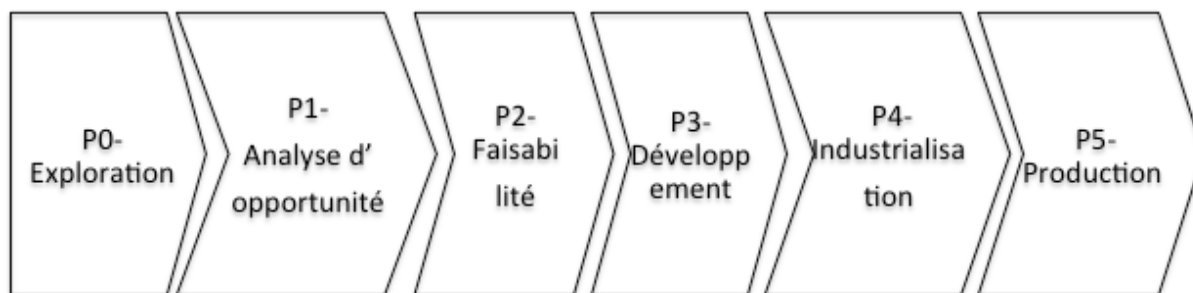 P0-
Exploration
P1-
Analyse d’
opportunité
P2-
Faisabi
lité
P3-
Développ
ement
P4-
Industrialisa
tion
P5-
Production